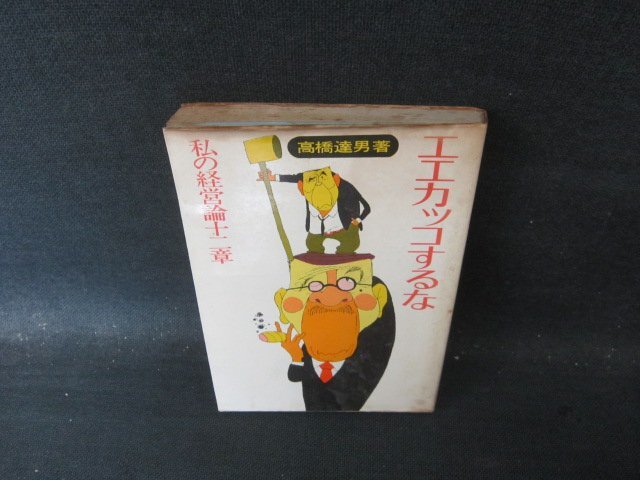 エエカッコするな
高橋達男著
私の経営論十二章